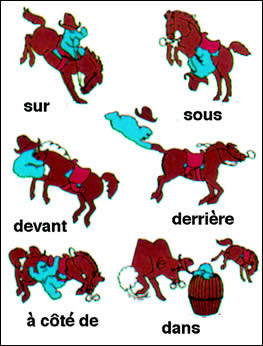 sur
sous
devant
derrière
à côté de
dans